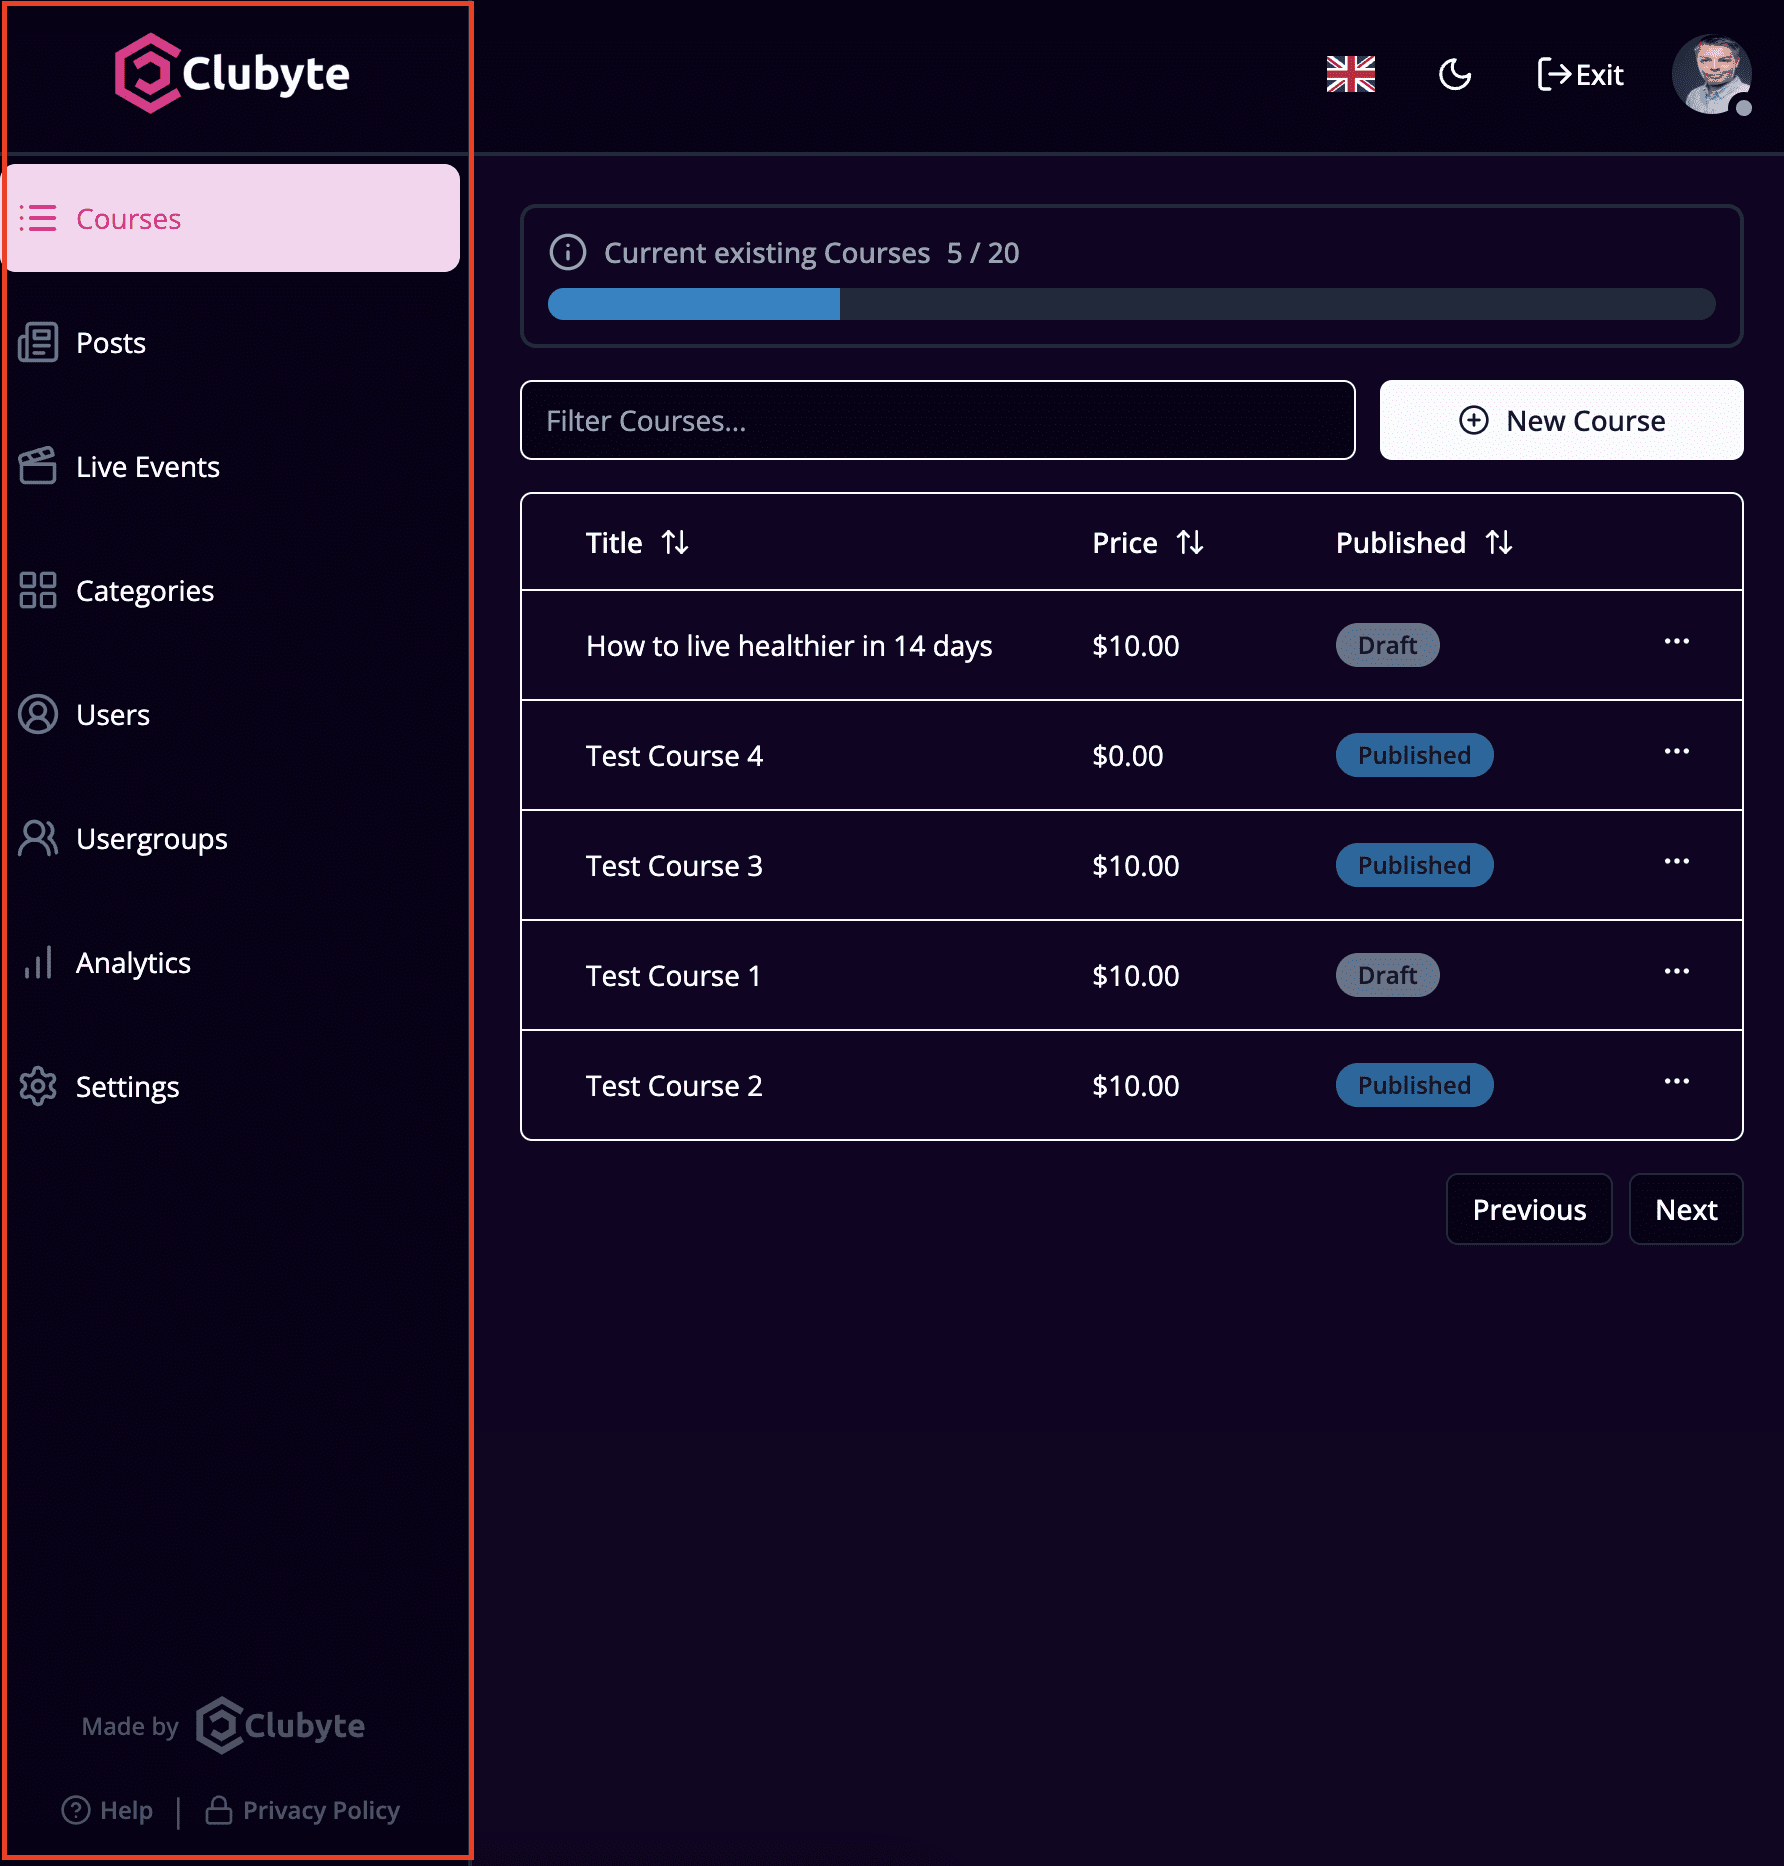 Clubyte
Exit
Courses
Posts
Live Events
Categories
Users
Usergroups
Analytics
Settings
Made by Clubyte
Help | Privacy Policy
Current existing Courses 5 / 20
Filter Courses...
New Course
Title Price Published
How to live healthier in 14 days $10.00 Draft ...
Test Course 4 $0.00 Published ...
Test Course 3 $10.00 Published ...
Test Course 1 $10.00 Draft ...
Test Course 2 $10.00 Published ...
Previous Next